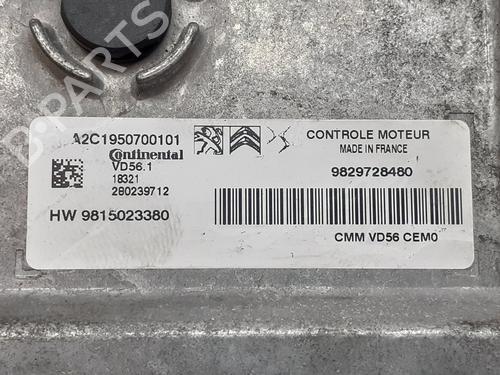 A2C1950700101
Continental
VD56.1
18321
280239712
HW 9815023380
CONTROLE MOTEUR
MADE IN FRANCE
9829728480
CMM VD56 CEM0
B-PARTS